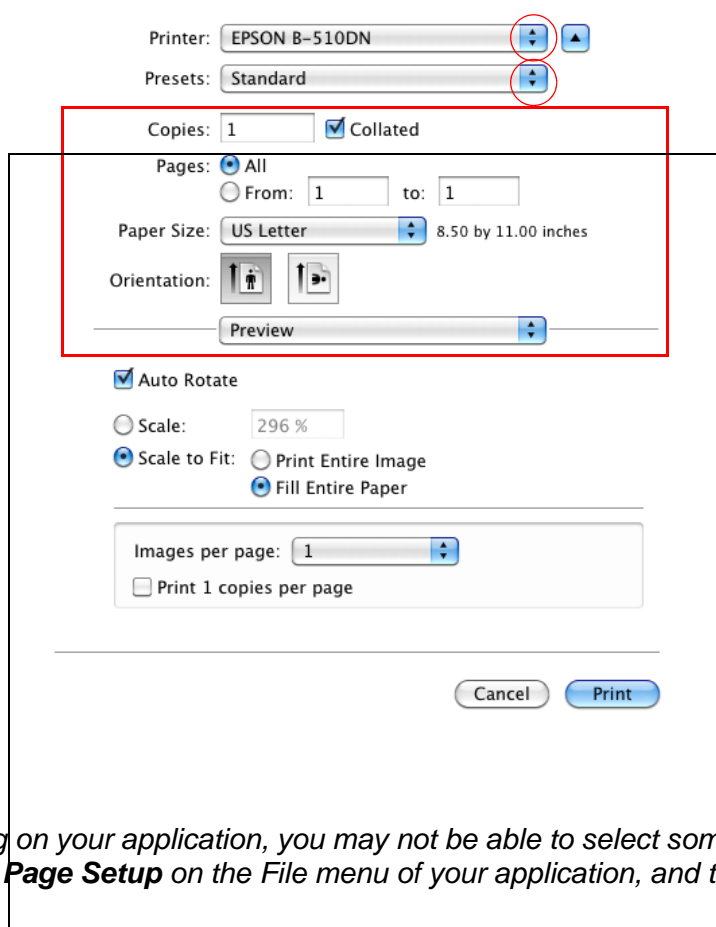 Printer: EPSON B-510DN
Presets: Standard
Copies: 1 Collated
Pages: All
From: 1 to: 1
Paper Size: US Letter 8.50 by 11.00 inches
Orientation:
Preview
Auto Rotate
Scale: 296 %
Scale to Fit: Print Entire Image
Fill Entire Paper
Images per page: 1
Print 1 copies per page
Cancel Print
on your application, you may not be able to select
Page Setup on the File menu of your application, and